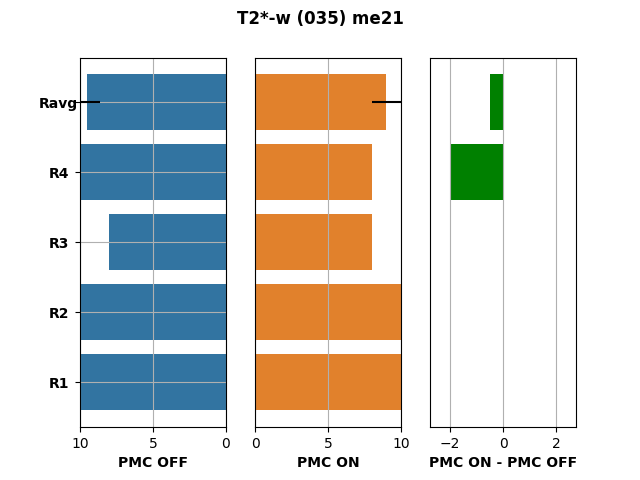 T2*-w (035) me21
Ravg
R4
R3
R2
R1
10 5 0 0 5 10 −2 0 2
PMC OFF PMC ON PMC ON - PMC OFF